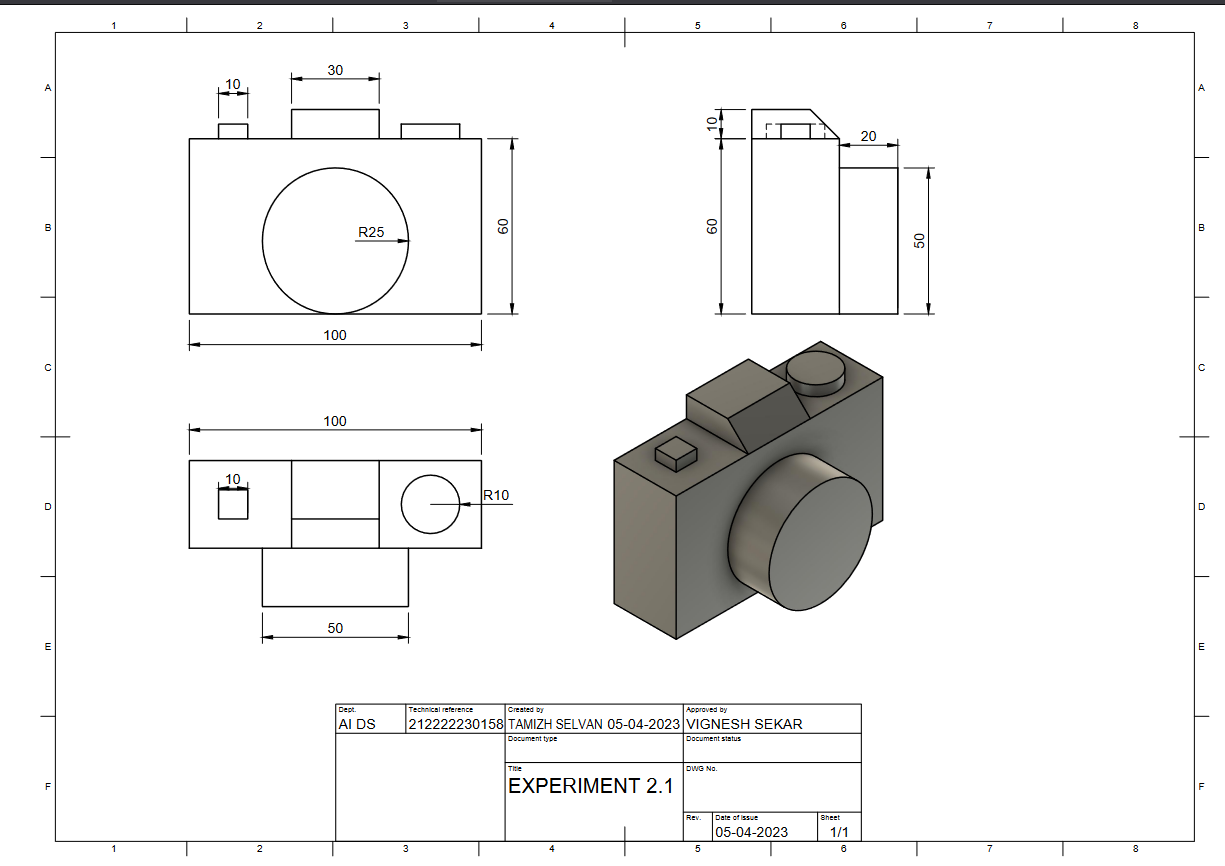 1 2 3 4 5 6 7 8
A A
30
10
10
20
B B
R25
60
60
50
100
C C
100
10
R10
D D
50
E E
Dept. Technical reference Created by Approved by
AI DS 212222230158 TAMIZH SELVAN 05-04-2023 VIGNESH SEKAR
Document type Document status
Title DWG No.
EXPERIMENT 2.1
F F
Rev. Date of issue Sheet
05-04-2023 1/1
1 2 3 4 5 6 7 8